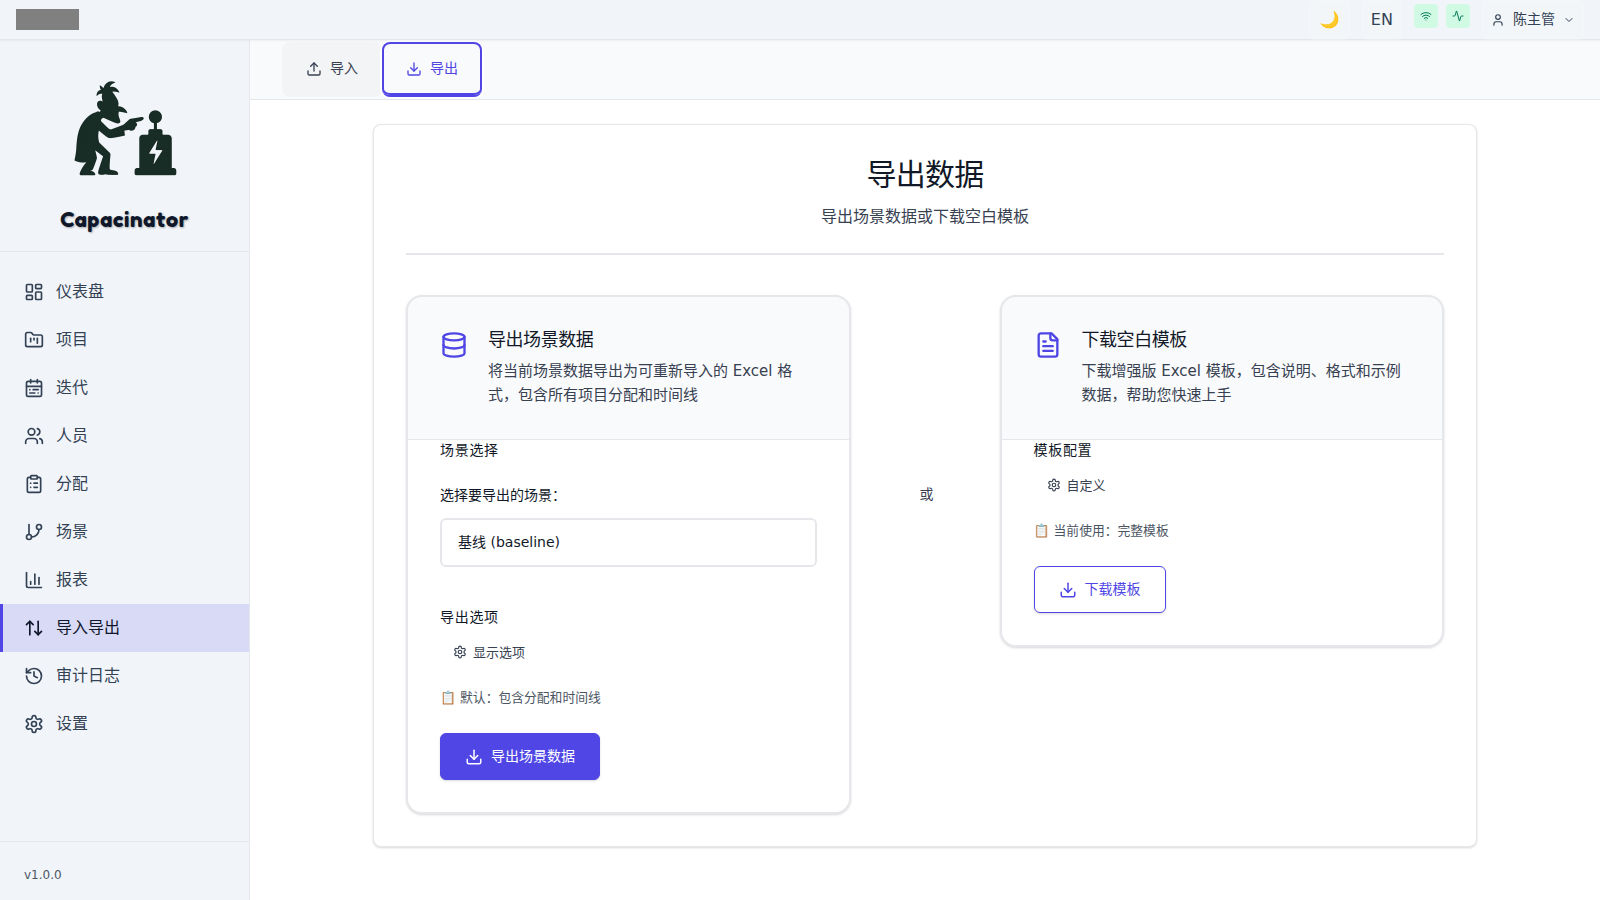 EN
陈主管
Capacinator
仪表盘
项目
迭代
人员
分配
场景
报表
导入导出
审计日志
设置
v1.0.0
导入
导出
导出数据
导出场景数据或下载空白模板
导出场景数据
将当前场景数据导出为可重新导入的 Excel 格
式，包含所有项目分配和时间线
场景选择
选择要导出的场景：
基线 (baseline)
导出选项
显示选项
默认：包含分配和时间线
导出场景数据
或
下载空白模板
下载增强版 Excel 模板，包含说明、格式和示例
数据，帮助您快速上手
模板配置
自定义
当前使用：完整模板
下载模板